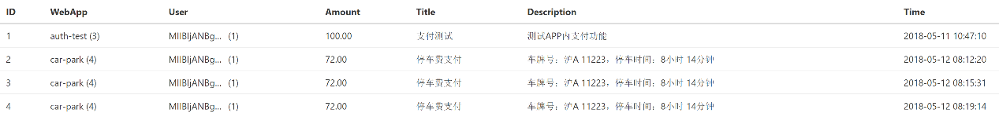 ID WebApp User Amount Title Description Time
1 auth-test (3) MIIBIjANBg... (1) 100.00 支付测试 测试APP内支付功能 2018-05-11 10:47:10
2 car-park (4) MIIBIjANBg... (1) 72.00 停车费支付 车牌号：沪A 11223，停车时间：8小时 14分钟 2018-05-12 08:12:20
3 car-park (4) MIIBIjANBg... (1) 72.00 停车费支付 车牌号：沪A 11223，停车时间：8小时 14分钟 2018-05-12 08:15:31
4 car-park (4) MIIBIjANBg... (1) 72.00 停车费支付 车牌号：沪A 11223，停车时间：8小时 14分钟 2018-05-12 08:19:14